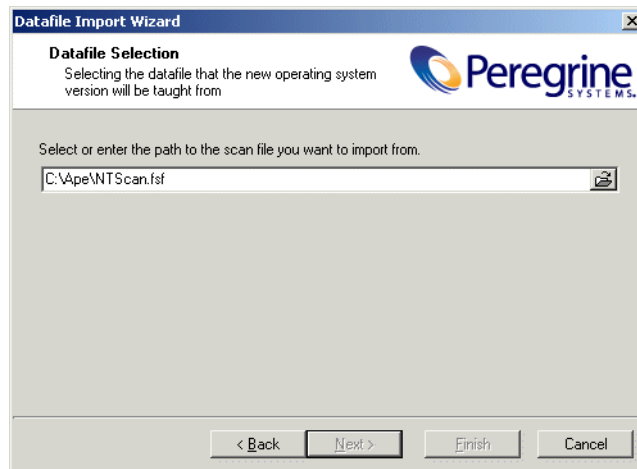 Datafile Import Wizard
Datafile Selection
Selecting the datafile that the new operating system
version will be taught from
Peregrine
SYSTEMS.
Select or enter the path to the scan file you want to import from.
C:\Ape\NTScan.fsf
< Back
Next >
Finish
Cancel